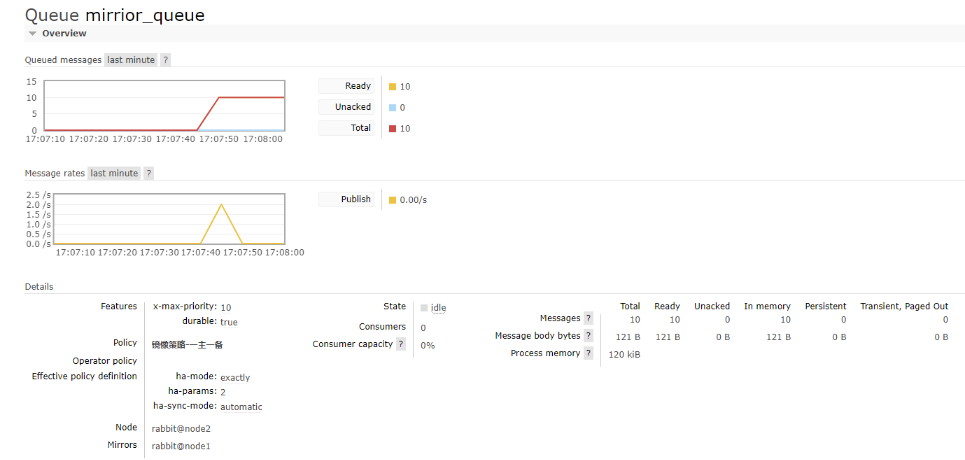 Queue mirrior_queue
Overview
Queued messages last minute ?
15
10
5
0
17:07:10 17:07:20 17:07:30 17:07:40 17:07:50 17:08:00
Ready 10
Unacked 0
Total 10
Message rates last minute ?
2.5 /s
2.0 /s
1.5 /s
1.0 /s
0.5 /s
0.0 /s
17:07:10 17:07:20 17:07:30 17:07:40 17:07:50 17:08:00
Publish 0.00/s
Details
Features x-max-priority: 10
durable: true
Policy 镜像策略-一主一备
Operator policy
Effective policy definition ha-mode: exactly
ha-params: 2
ha-sync-mode: automatic
Node rabbit@node2
Mirrors rabbit@node1
State idle
Consumers 0
Consumer capacity ? 0%
Total Ready Unacked In memory Persistent Transient, Paged Out
Messages ? 10 10 0 10 0 0
Message body bytes ? 121 B 121 B 0 B 121 B 0 B 0 B
Process memory ? 120 kiB